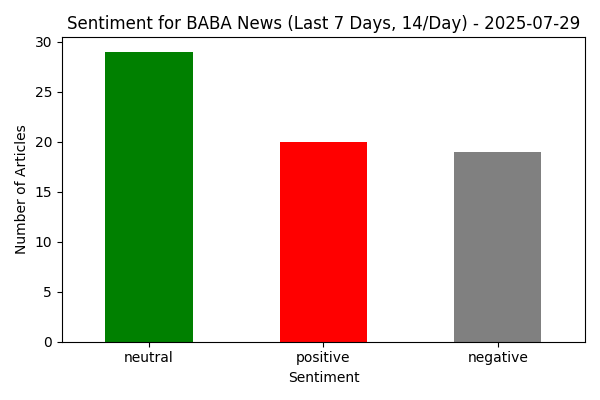 Sentiment for BABA News (Last 7 Days, 14/Day) - 2025-07-29
30
25
20
15
10
5
0
Number of Articles
neutral positive negative
Sentiment